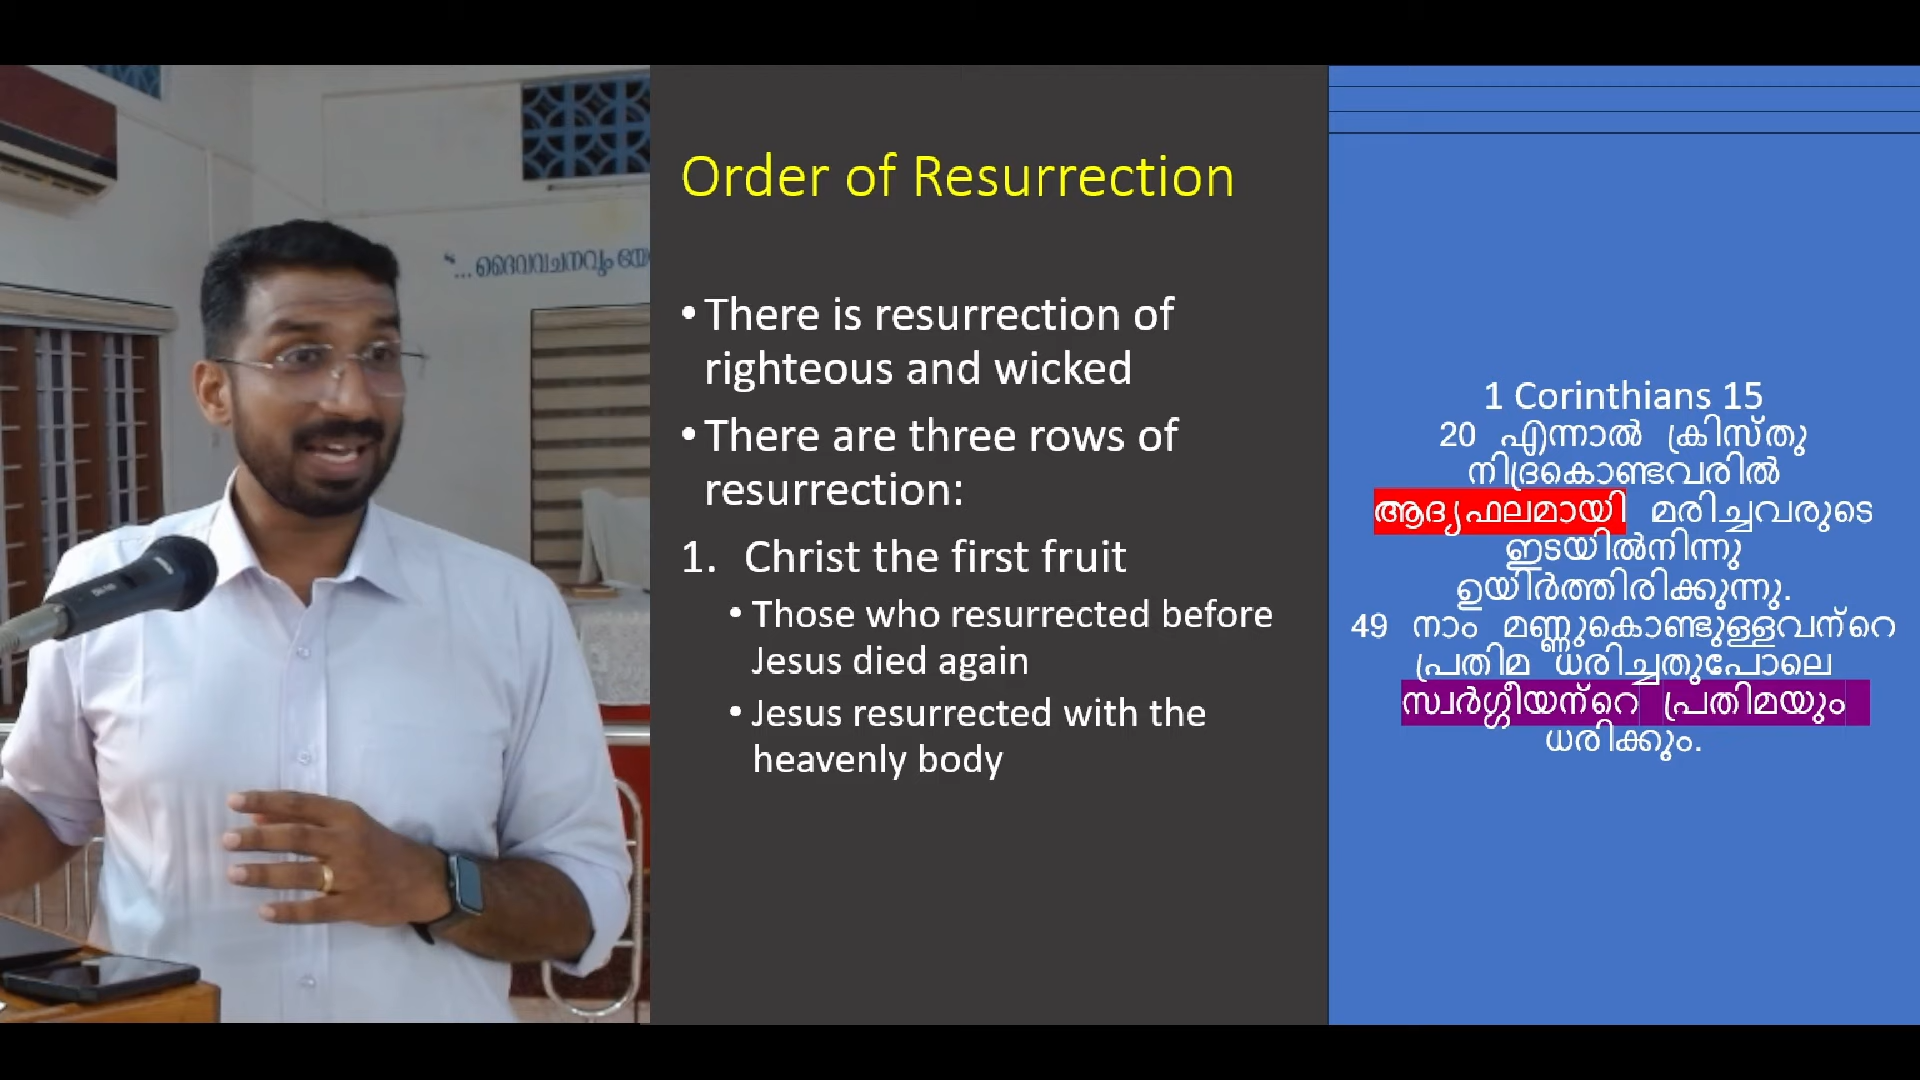 "...ദൈവവചനവും
Order of Resurrection
•There is resurrection of
righteous and wicked
•There are three rows of
resurrection:
1. Christ the first fruit
•Those who resurrected before
Jesus died again
•Jesus resurrected with the
heavenly body
1 Corinthians 15
20 എന്നാൽ ക്രിസ്തു
നിദ്രകൊണ്ടവരിൽ
ആദ്യഫലമായി മരിച്ചവരുടെ
ഇടയിൽനിന്നു
ഉയിർത്തിരിക്കുന്നു.
49 നാം മണ്ണുകൊണ്ടുള്ളവന്റെ
പ്രതിമ ധരിച്ചതുപോലെ
സ്വർഗ്ഗീയന്റെ പ്രതിമയും
ധരിക്കും.